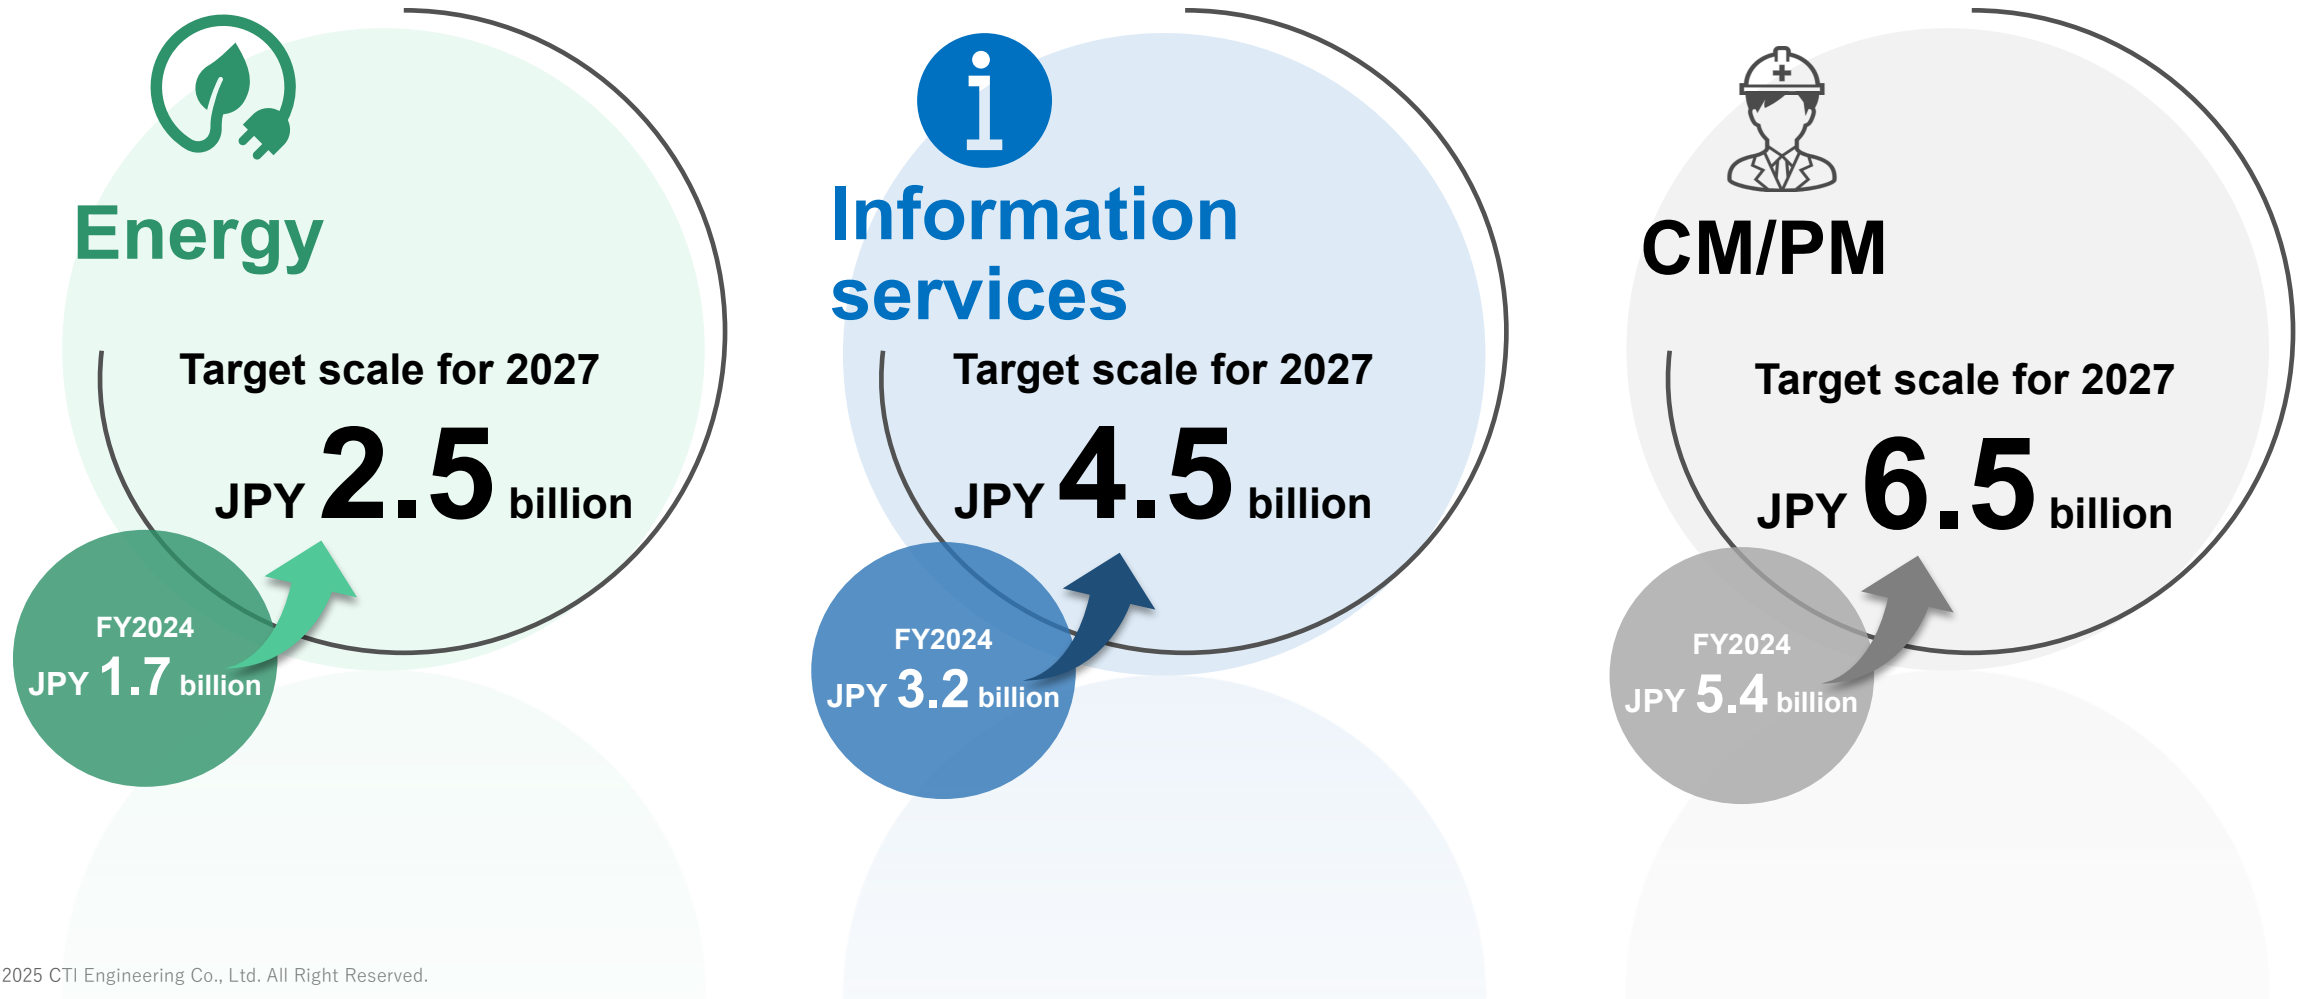 Energy
Target scale for 2027
JPY 2.5 billion
FY2024
JPY 1.7 billion
Information
services
Target scale for 2027
JPY 4.5 billion
FY2024
JPY 3.2 billion
CM/PM
Target scale for 2027
JPY 6.5 billion
FY2024
JPY 5.4 billion
2025 CTI Engineering Co., Ltd. All Right Reserved.